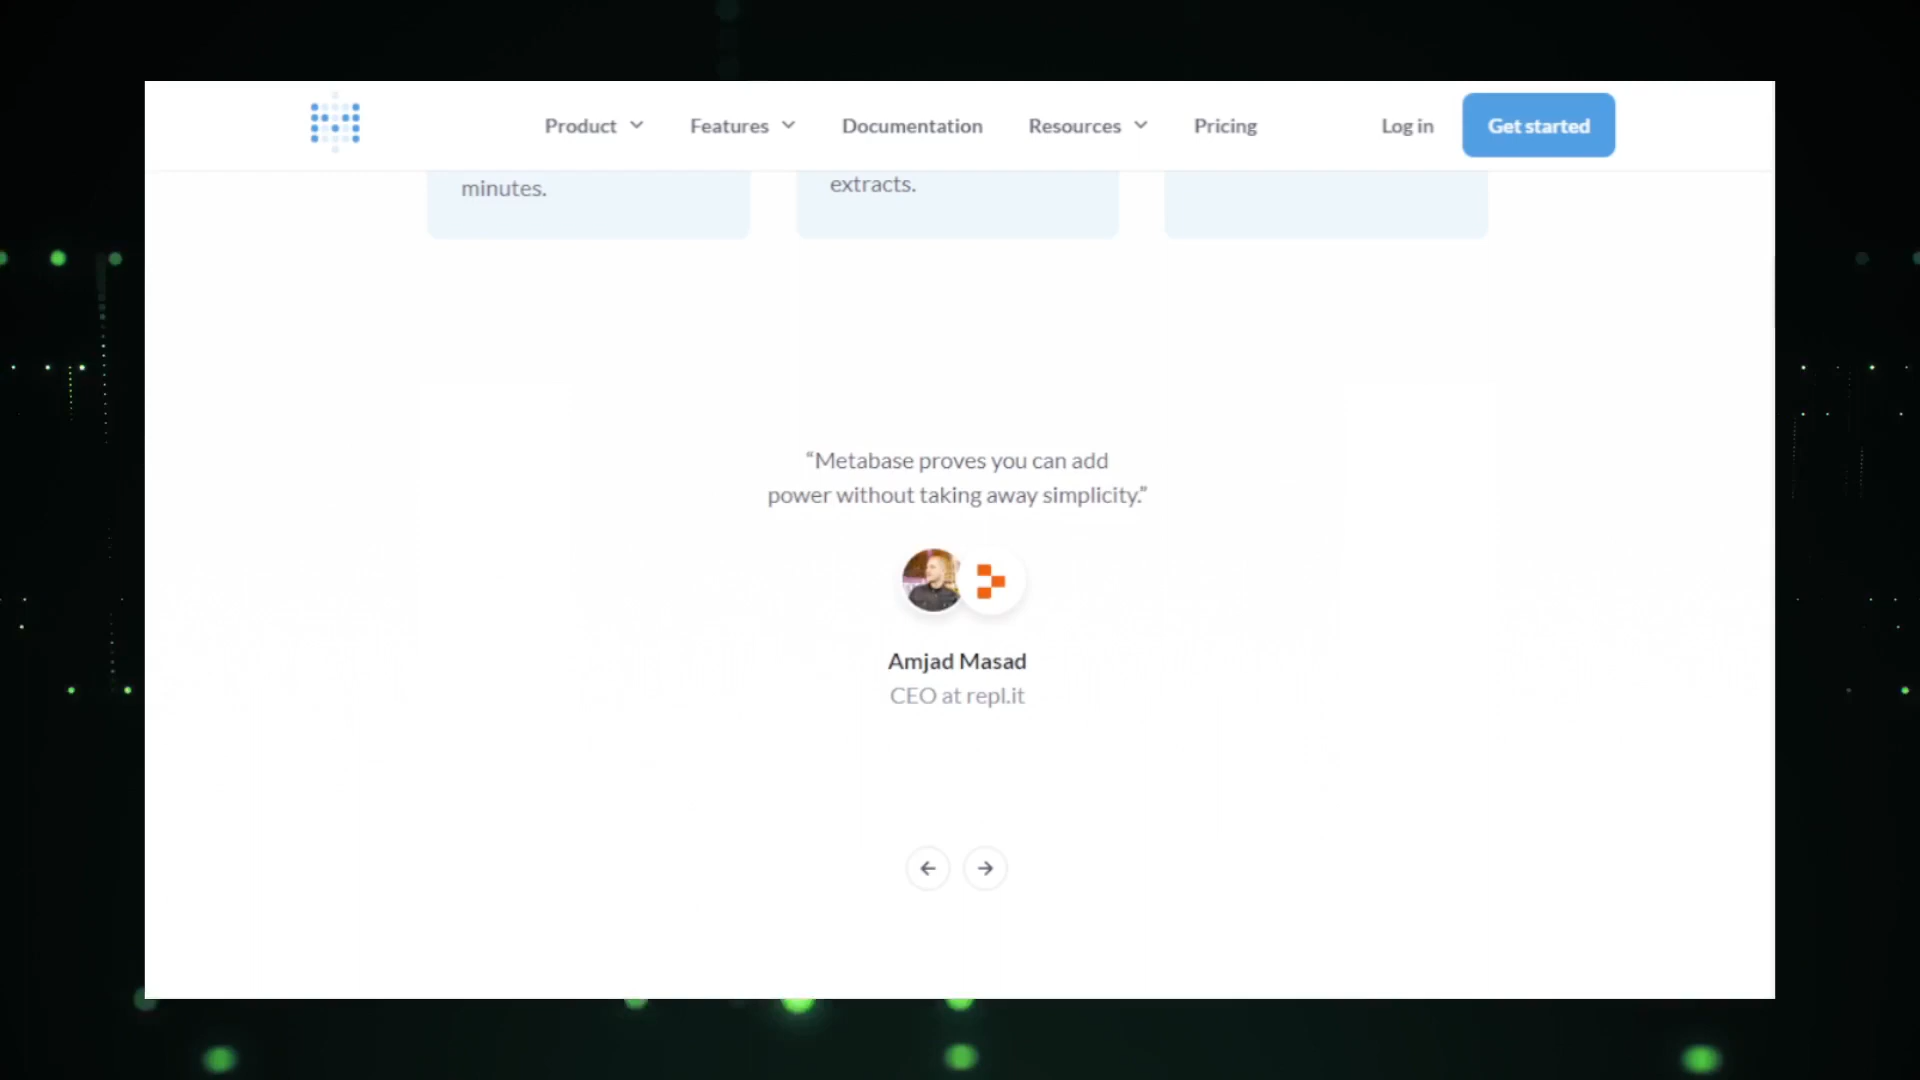 Product
Features
Documentation
Resources
Pricing
Log in
Get started
minutes.
extracts.
“Metabase proves you can add
power without taking away simplicity.”
Amjad Masad
CEO at repl.it